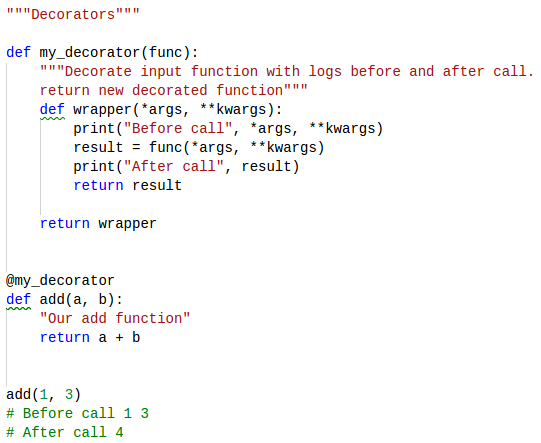 """Decorators"""

def my_decorator(func):
    """Decorate input function with logs before and after call.
    return new decorated function"""
    def wrapper(*args, **kwargs):
        print("Before call", *args, **kwargs)
        result = func(*args, **kwargs)
        print("After call", result)
        return result

    return wrapper


@my_decorator
def add(a, b):
    "Our add function"
    return a + b


add(1, 3)
# Before call 1 3
# After call 4